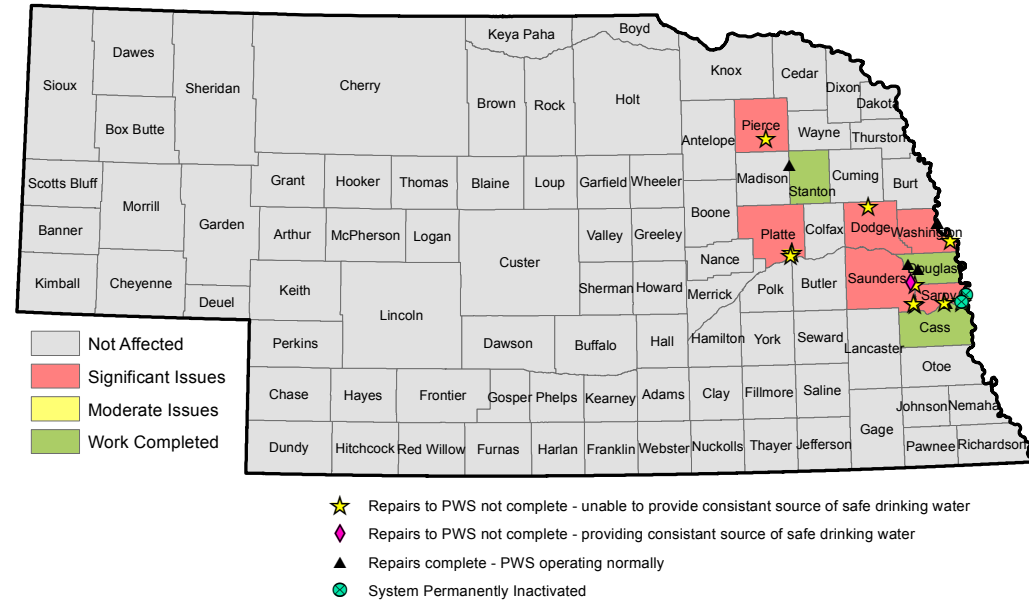 Keya Paha
Boyd
Dawes
Sioux
Sheridan
Cherry
Knox
Cedar
Dixon
Dakota
Brown
Rock
Holt
Box Butte
Pierce
Wayne
Antelope
Thurston
Scotts Bluff
Grant
Hooker
Thomas
Blaine
Loup
Garfield
Wheeler
Madison
Stanton
Cuming
Burt
Morrill
Garden
Boone
Banner
Arthur
McPherson
Logan
Valley
Greeley
Platte
Colfax
Dodge
Washington
Custer
Nance
Douglas
Kimball
Cheyenne
Deuel
Keith
Sherman
Howard
Merrick
Polk
Butler
Saunders
Sarpy
Lincoln
Cass
Perkins
Dawson
Buffalo
Hall
Hamilton
York
Seward
Lancaster
Otoe
Chase
Hayes
Frontier
Gosper
Phelps
Kearney
Adams
Clay
Fillmore
Saline
Johnson
Nemaha
Gage
Dundy
Hitchcock
Red Willow
Furnas
Harlan
Franklin
Webster
Nuckolls
Thayer
Jefferson
Pawnee
Richardson
Not Affected
Significant Issues
Moderate Issues
Work Completed
Repairs to PWS not complete - unable to provide consistant source of safe drinking water
Repairs to PWS not complete - providing consistant source of safe drinking water
Repairs complete - PWS operating normally
System Permanently Inactivated